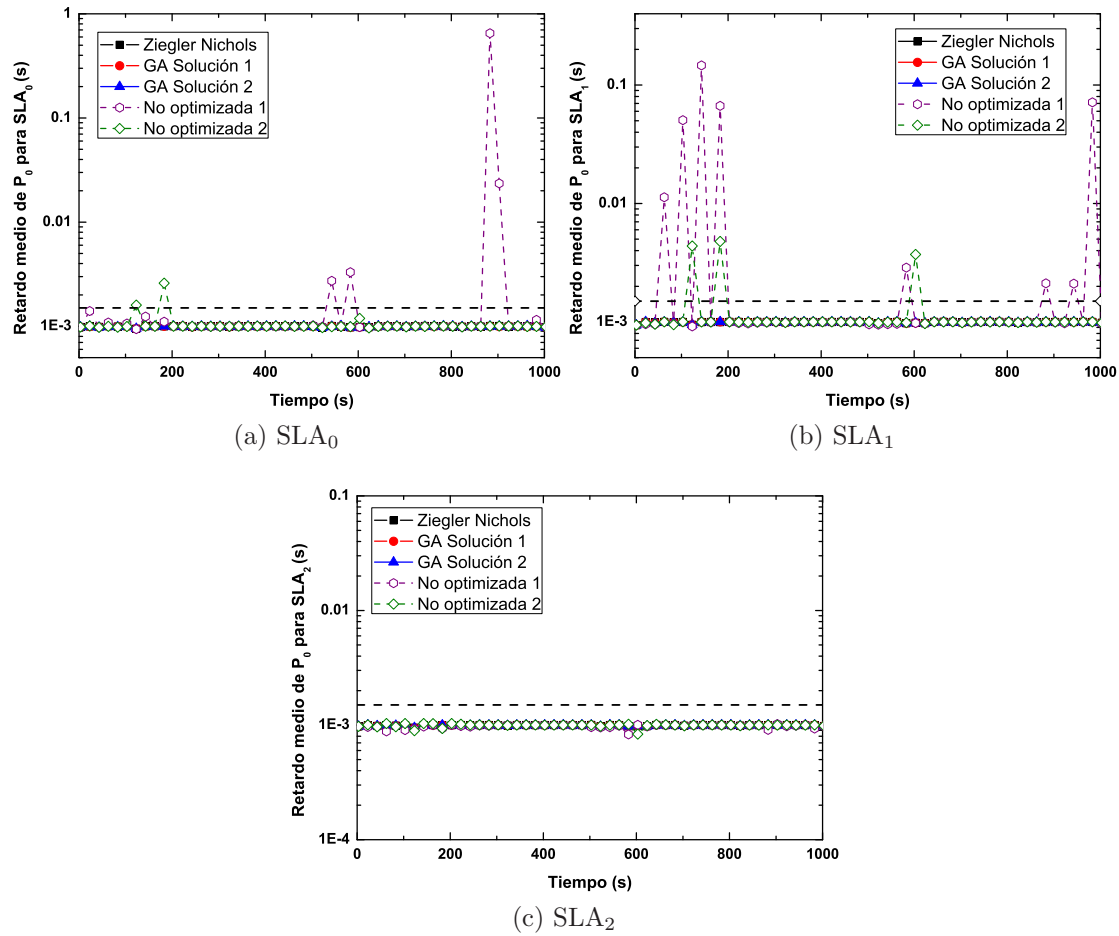 1
0.1
0.01
1E-3
Retardo medio de P0 para SLA0 (s)
Ziegler Nichols
GA Solución 1
GA Solución 2
No optimizada 1
No optimizada 2
0 200 400 600 800 1000
Tiempo (s)
(a) SLA0
0.1
0.01
1E-3
Retardo medio de P0 para SLA1 (s)
Ziegler Nichols
GA Solución 1
GA Solución 2
No optimizada 1
No optimizada 2
0 200 400 600 800 1000
Tiempo (s)
(b) SLA1
0.1
0.01
1E-3
1E-4
Retardo medio de P0 para SLA2 (s)
Ziegler Nichols
GA Solución 1
GA Solución 2
No optimizada 1
No optimizada 2
0 200 400 600 800 1000
Tiempo (s)
(c) SLA2